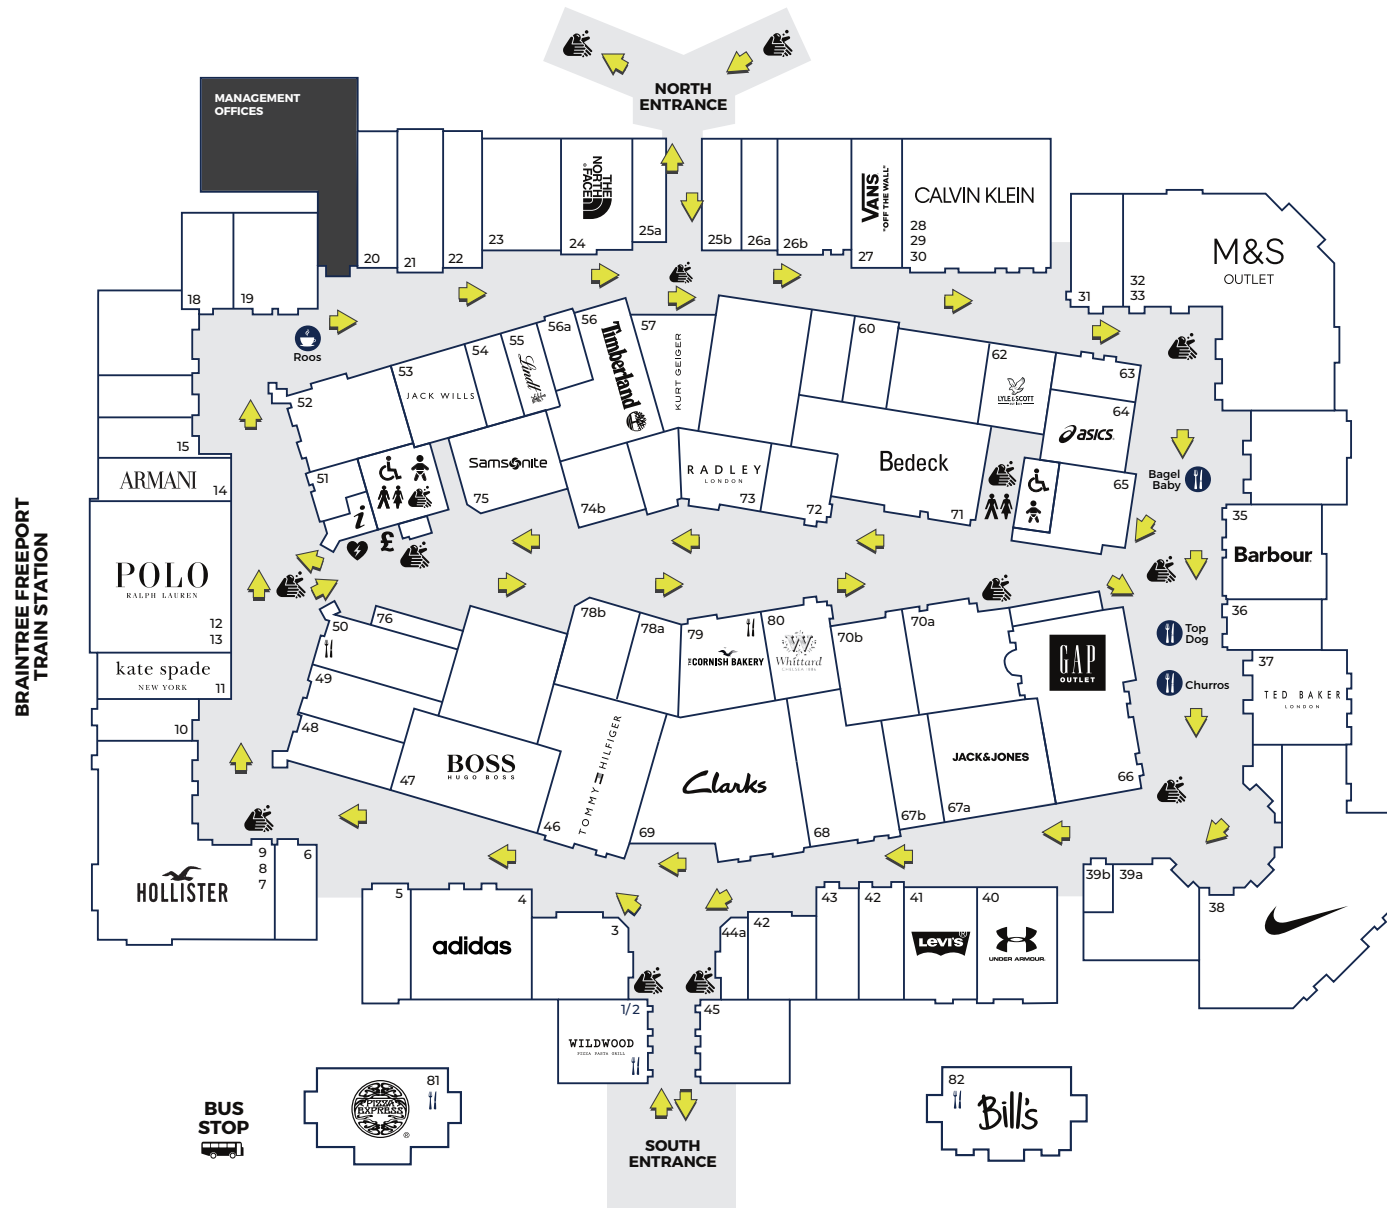 NORTH
ENTRANCE
MANAGEMENT
OFFICES
20
21
22
23
THE
NORTH
FACE
24
25a
25b
26a
26b
VANS
"OFF THE WALL"
27
CALVIN KLEIN
28
29
30
31
M&S
OUTLET
32
33
18
19
Roos
15
ARMANI
14
POLO
RALPH LAUREN
12
13
kate spade
NEW YORK
11
10
BRAINTREE FREEPORT
TRAIN STATION
52
53
JACK WILLS
54
55
Lindt
56a
56
Timberland
57
KURT GEIGER
60
62
LYLE & SCOTT
63
64
asics
65
51
i
£
Samsonite
75
74b
RADLEY
LONDON
73
72
Bedeck
71
Bagel
Baby
35
Barbour
36
Top
Dog
Churros
37
TED BAKER
LONDON
50
76
49
48
47
BOSS
HUGO BOSS
46
TOMMY HILFIGER
78b
78a
79
THE CORNISH BAKERY
80
Whittard
CHELSEA 1886
70b
70a
GAP
OUTLET
66
69
Clarks
68
67b
67a
JACK&JONES
9
8
7
6
HOLLISTER
5
4
adidas
3
1/2
WILDWOOD
PIZZA PASTA GRILL
44a
42
45
43
42
41
LEVI'S
®
40
UNDER ARMOUR
39b
39a
38
BUS
STOP
81
PIZZA
EXPRESS
®
SOUTH
ENTRANCE
82
Bill's